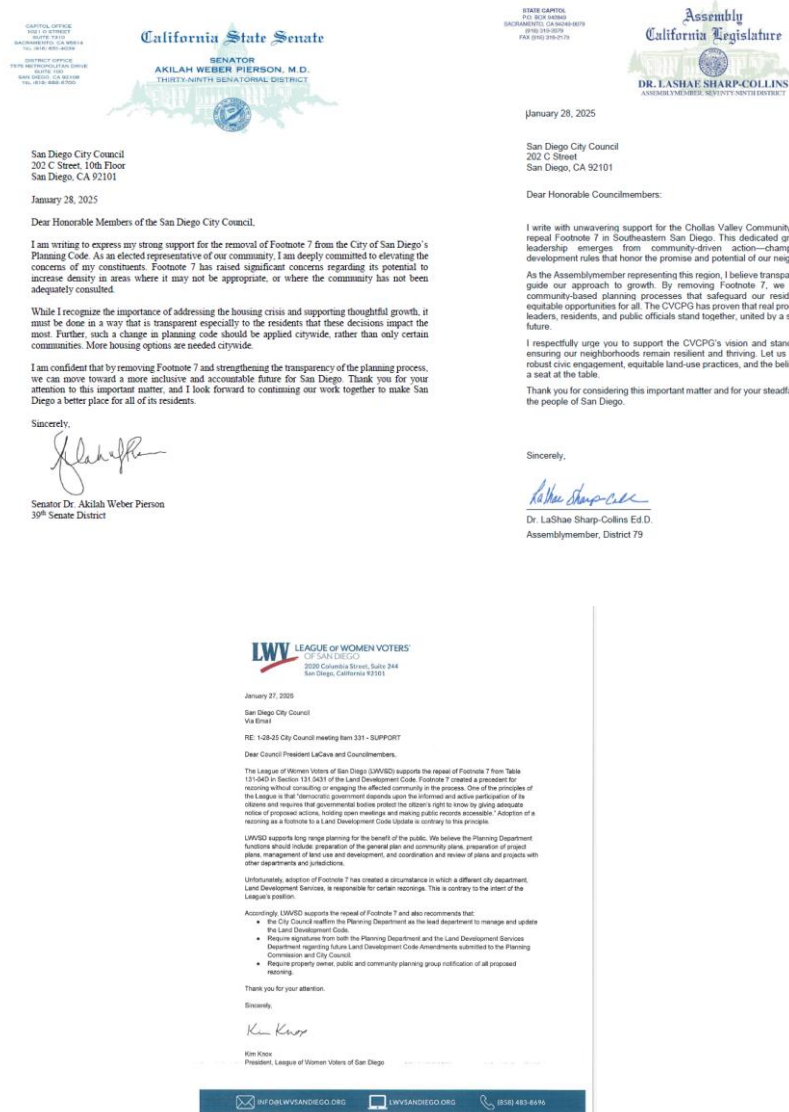 CAPITOL OFFICE
1021 O STREET
SUITE 7310
SACRAMENTO, CA 95814
TEL (916) 651-4039
DISTRICT OFFICE
7575 METROPOLITAN DRIVE
SUITE 100
SAN DIEGO, CA 92108
California State Senate
SENATOR
AKILAH WEBER PIERSON, M.D.
THIRTY-NINTH SENATORIAL DISTRICT
San Diego City Council
202 C Street, 10th Floor
San Diego, CA 92101
January 28, 2025
Dear Honorable Members of the San Diego City Council,
I am writing to express my strong support for the removal of Footnote 7 from the City of San Diego's
Planning Code. As an elected representative of our community, I am deeply committed to elevating the
concerns of my constituents. Footnote 7 has raised significant concerns regarding its potential to
increase density in areas where it may not be appropriate, or where the community has not been
adequately consulted.
While I recognize the importance of addressing the housing crisis and supporting thoughtful growth, it
must be done in a way that is transparent especially to the residents that these decisions impact the
most. Further, such a change in planning code should be applied citywide, rather than only certain
communities. More housing options are needed citywide.
I am confident that by removing Footnote 7 and strengthening the transparency of the planning process,
we can move toward a more inclusive and accountable future for San Diego. Thank you for your
attention to this important matter, and I look forward to continuing our work together to make San
Diego a better place for all of its residents.
Sincerely,
Senator Dr. Akilah Weber Pierson
39th Senate District
STATE CAPITOL
P.O. BOX 942849
SACRAMENTO, CA 94249-0079
(916) 319-2079
FAX (916) 319-2179
Assembly
California Legislature
DR. LASHAE SHARP-COLLINS
ASSEMBLYMEMBER, SEVENTY-NINTH DISTRICT
January 28, 2025
San Diego City Council
202 C Street
San Diego, CA 92101
Dear Honorable Councilmembers:
I write with unwavering support for the Chollas Valley Community
repeal Footnote 7 in Southeastern San Diego. This dedicated gr
leadership emerges from community-driven action—champ
development rules that honor the promise and potential of our neig
As the Assemblymember representing this region, I believe transpa
guide our approach to growth. By removing Footnote 7, we
community-based planning processes that safeguard our resid
equitable opportunities for all. The CVCPG has proven that real pro
leaders, residents, and public officials stand together, united by a s
future.
I respectfully urge you to support the CVCPG's vision and stand
ensuring our neighborhoods remain resilient and thriving. Let us
robust civic engagement, equitable land-use practices, and the beli
a seat at the table.
Thank you for considering this important matter and for your steadfa
the people of San Diego.
Sincerely,
LaShae Sharp-Coll
Dr. LaShae Sharp-Collins Ed.D.
Assemblymember, District 79
LWV LEAGUE OF WOMEN VOTERS®
OF SAN DIEGO
2020 Columbia Street, Suite 244
San Diego, California 92101
January 27, 2025
San Diego City Council
Via Email
RE: 1-28-25 City Council meeting Item 331 - SUPPORT
Dear Council President LaCava and Councilmembers.
The League of Women Voters of San Diego (LWVSD) supports the repeal of Footnote 7 from Table
131-04D in Section 131.0431 of the Land Development Code. Footnote 7 created a precedent for
rezoning without consulting or engaging the affected community in the process. One of the principles of
the League is that "democratic government depends upon the informed and active participation of its
citizens and requires that governmental bodies protect the citizen's right to know by giving adequate
notice of proposed actions, holding open meetings and making public records accessible." Adoption of a
rezoning as a footnote to a Land Development Code Update is contrary to this principle.
LWVSD supports long range planning for the benefit of the public. We believe the Planning Department
functions should include: preparation of the general plan and community plans, preparation of project
plans, management of land use and development, and coordination and review of plans and projects with
other departments and jurisdictions.
Unfortunately, adoption of Footnote 7 has created a circumstance in which a different city department,
Land Development Services, is responsible for certain rezonings. This is contrary to the intent of the
League's position.
Accordingly, LWVSD supports the repeal of Footnote 7 and also recommends that:
• the City Council reaffirm the Planning Department as the lead department to manage and update
the Land Development Code.
• Require signatures from both the Planning Department and the Land Development Services
Department regarding future Land Development Code Amendments submitted to the Planning
Commission and City Council.
• Require property owner, public and community planning group notification of all proposed
rezoning.
Thank you for your attention.
Sincerely,
Kim Knox
Kim Knox
President, League of Women Voters of San Diego
INFO@LWVSANDIEGO.ORG LWVSANDIEGO.ORG (858) 483-8696